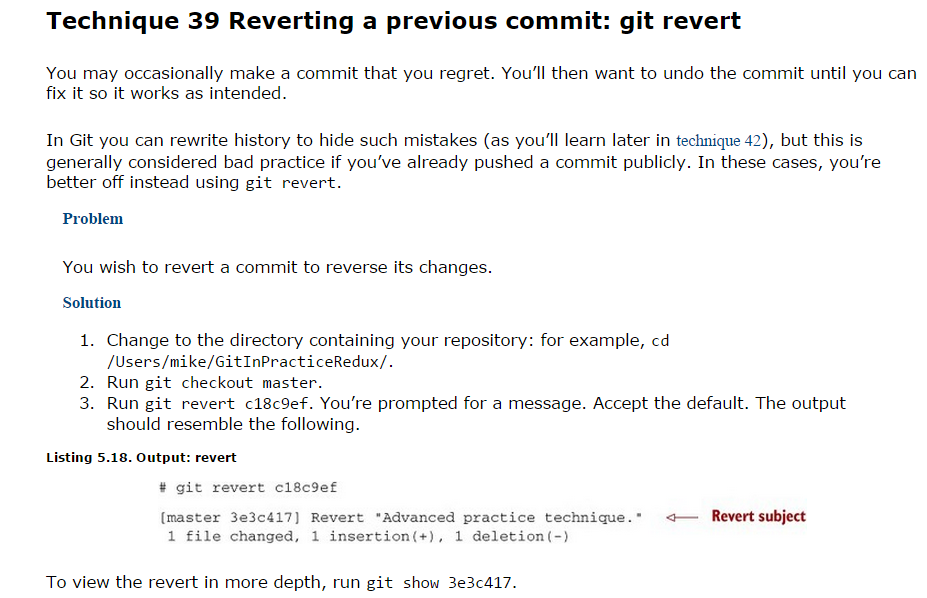 Technique 39 Reverting a previous commit: git revert
You may occasionally make a commit that you regret. You’ll then want to undo the commit until you can
fix it so it works as intended.
In Git you can rewrite history to hide such mistakes (as you’ll learn later in technique 42), but this is
generally considered bad practice if you’ve already pushed a commit publicly. In these cases, you’re
better off instead using git revert.
Problem
You wish to revert a commit to reverse its changes.
Solution
1. Change to the directory containing your repository: for example, cd
/Users/mike/GitInPracticeRedux/.
2. Run git checkout master.
3. Run git revert c18c9ef. You’re prompted for a message. Accept the default. The output
should resemble the following.
Listing 5.18. Output: revert
# git revert c18c9ef
[master 3e3c417] Revert "Advanced practice technique." Revert subject
1 file changed, 1 insertion(+), 1 deletion(-)
To view the revert in more depth, run git show 3e3c417.